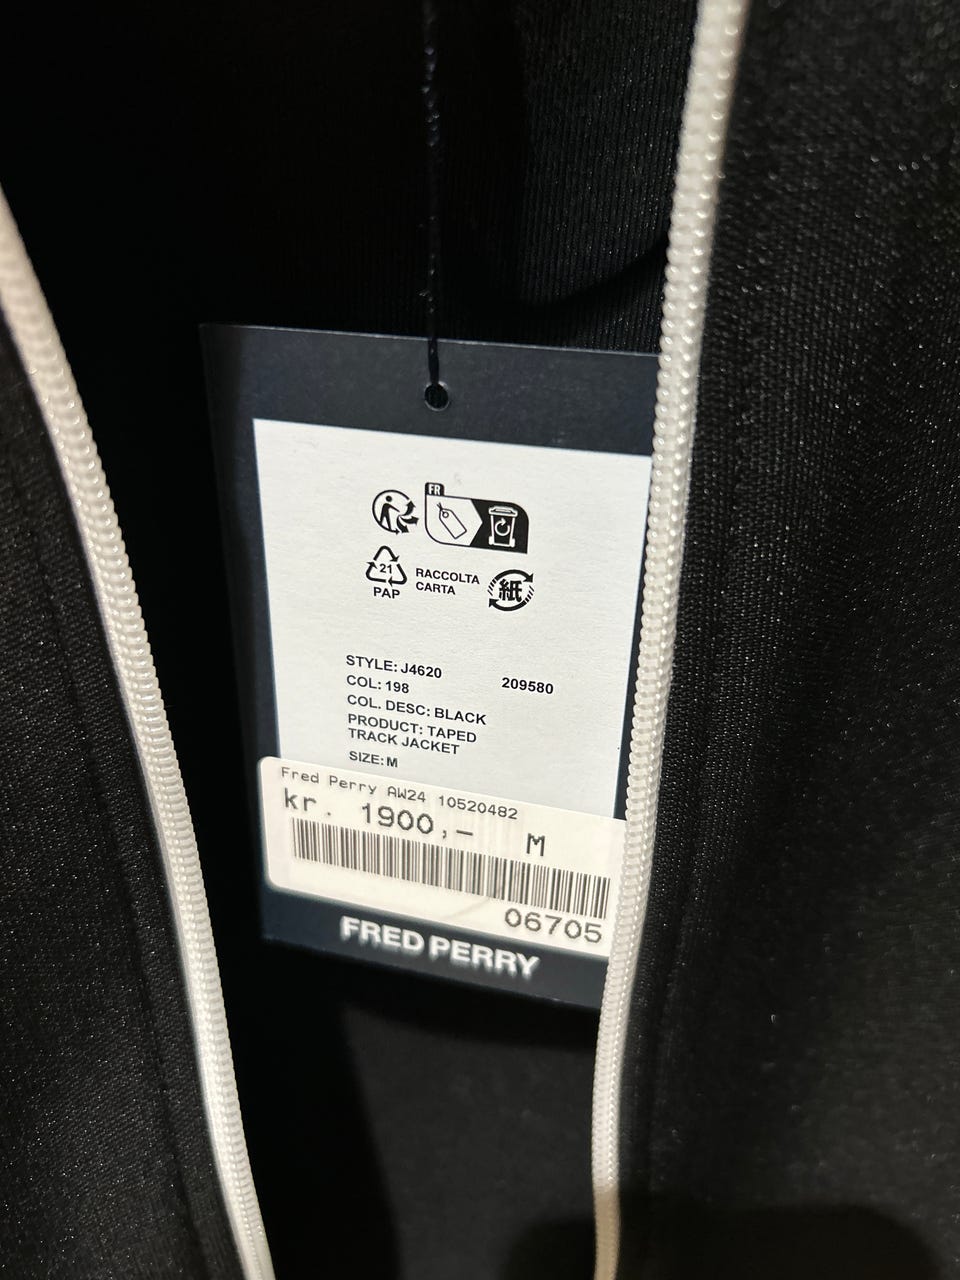 FR
21
PAP
RACCOLTA
CARTA
紙
STYLE: J4620
209580
COL: 198
COL. DESC: BLACK
PRODUCT: TAPED
TRACK JACKET
SIZE: M
Fred Perry AW24 10520482
kr. 1900,- M
06705
FRED PERRY